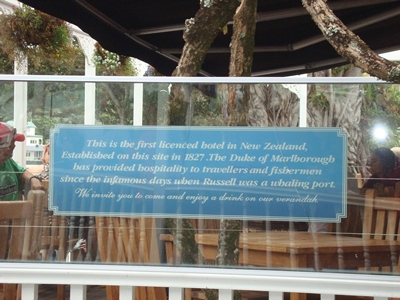 This is the first licenced hotel in New Zealand,
Established on this site in 1827 .The Duke of Marlborough
has provided hospitality to travellers and fishermen
since the infamous days when Russell was a whaling port.
We invite you to come and enjoy a drink on our verandah